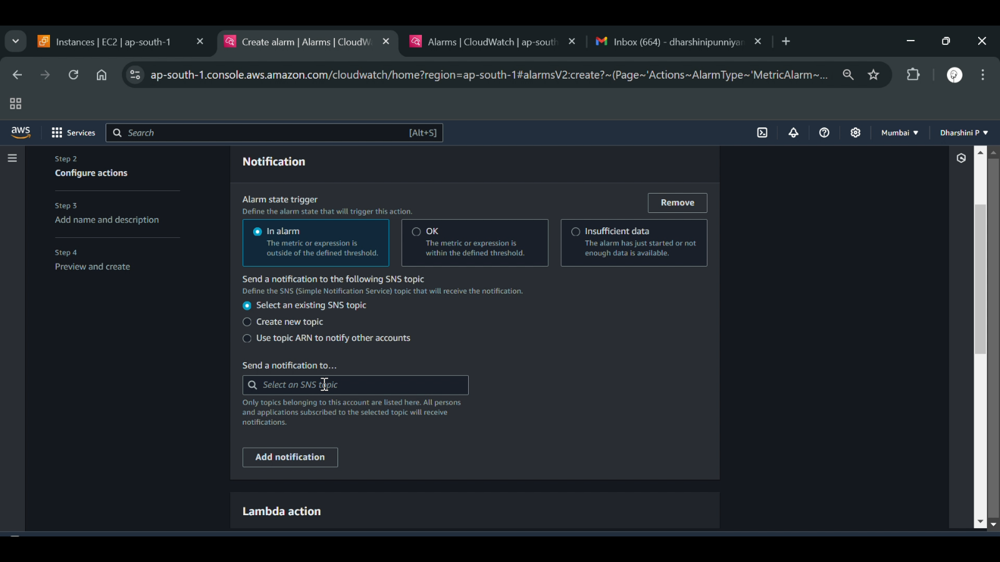 Instances | EC2 | ap-south-1
Create alarm | Alarms | CloudW
Alarms | CloudWatch | ap-south
Inbox (664) - dharshinipunniyan
ap-south-1.console.aws.amazon.com/cloudwatch/home?region=ap-south-1#alarmsV2:create?~(Page~'Actions~AlarmType~'MetricAlarm~...
aws
Services
Search
[Alt+S]
Mumbai
Dharshini P
Step 2
Configure actions
Step 3
Add name and description
Step 4
Preview and create
Notification
Alarm state trigger
Define the alarm state that will trigger this action.
Remove
In alarm
The metric or expression is
outside of the defined threshold.
OK
The metric or expression is
within the defined threshold.
Insufficient data
The alarm has just started or not
enough data is available.
Send a notification to the following SNS topic
Define the SNS (Simple Notification Service) topic that will receive the notification.
Select an existing SNS topic
Create new topic
Use topic ARN to notify other accounts
Send a notification to...
Select an SNS topic
Only topics belonging to this account are listed here. All persons
and applications subscribed to the selected topic will receive
notifications.
Add notification
Lambda action